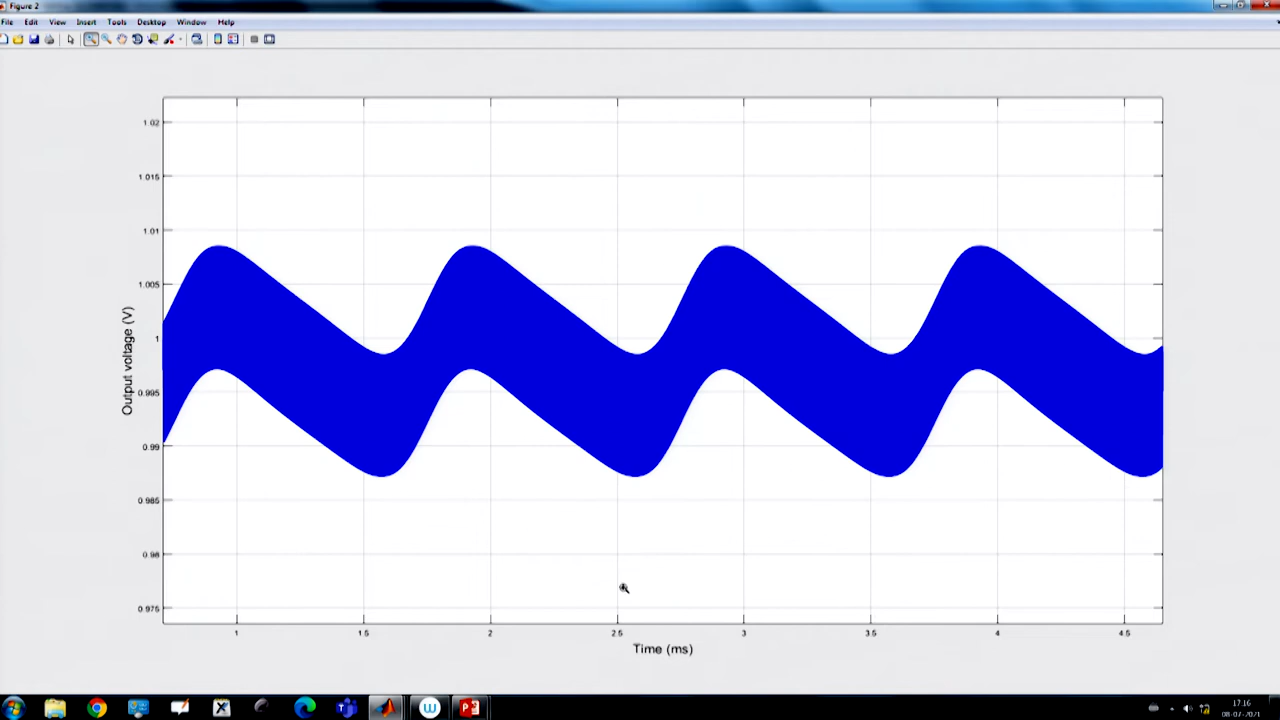 Figure 2
File Edit View Insert Tools Desktop Window Help
1.02
1.015
1.01
1.005
1
0.995
0.99
0.985
0.98
0.975
Output voltage (V)
1 1.5 2 2.5 3 3.5 4 4.5
Time (ms)
17.16